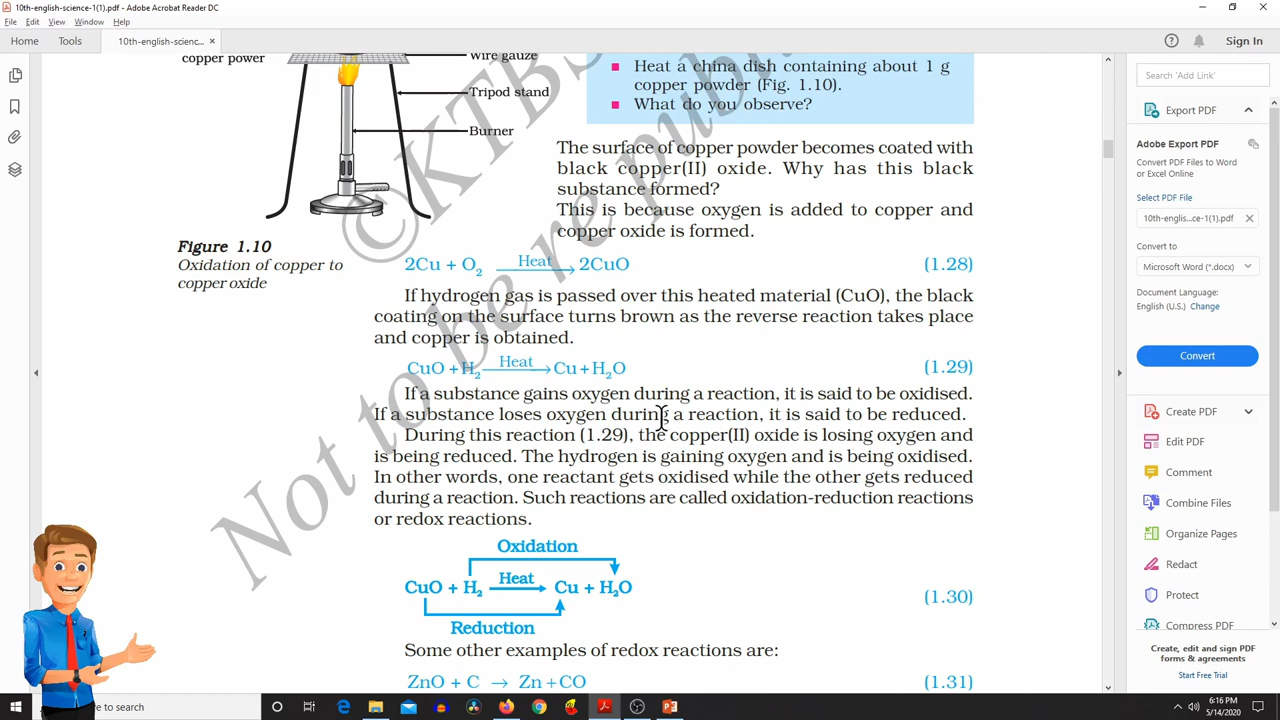 10th-english-science-1(1).pdf - Adobe Acrobat Reader DC
File Edit View Window Help
Home Tools 10th-english-scienc... × Sign In
copper power
Wire gauze
Tripod stand
Burner
Figure 1.10
Oxidation of copper to
copper oxide
■ Heat a china dish containing about 1 g
copper powder (Fig. 1.10).
■ What do you observe?
The surface of copper powder becomes coated with
black copper(II) oxide. Why has this black
substance formed?
This is because oxygen is added to copper and
copper oxide is formed.
2Cu + O₂ Heat → 2CuO (1.28)
If hydrogen gas is passed over this heated material (CuO), the black
coating on the surface turns brown as the reverse reaction takes place
and copper is obtained.
CuO + H₂ Heat → Cu + H₂O (1.29)
If a substance gains oxygen during a reaction, it is said to be oxidised.
If a substance loses oxygen during a reaction, it is said to be reduced.
During this reaction (1.29), the copper(II) oxide is losing oxygen and
is being reduced. The hydrogen is gaining oxygen and is being oxidised.
In other words, one reactant gets oxidised while the other gets reduced
during a reaction. Such reactions are called oxidation-reduction reactions
or redox reactions.
Oxidation
CuO + H₂ Heat → Cu + H₂O (1.30)
Reduction
Some other examples of redox reactions are:
ZnO + C → Zn + CO (1.31)
©KTBS
Not to be republ
Search 'Add Link'
Export PDF
Adobe Export PDF
Convert PDF Files to Word
or Excel Online
Select PDF File
10th-englis...ce-1(1).pdf ×
Convert to
Microsoft Word (*.docx)
Document Language:
English (U.S.) Change
Convert
Create PDF
Edit PDF
Comment
Combine Files
Organize Pages
Redact
Protect
Compress PDF
Create, edit and sign PDF
forms & agreements
Start Free Trial
to search
6:16 PM
5/14/2020